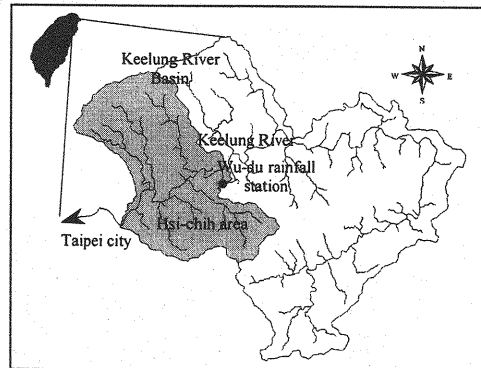 Keelung River
Basin
N
W
E
S
Keelung River
Wu-du rainfall
station
Hsi-chih area
Taipei city